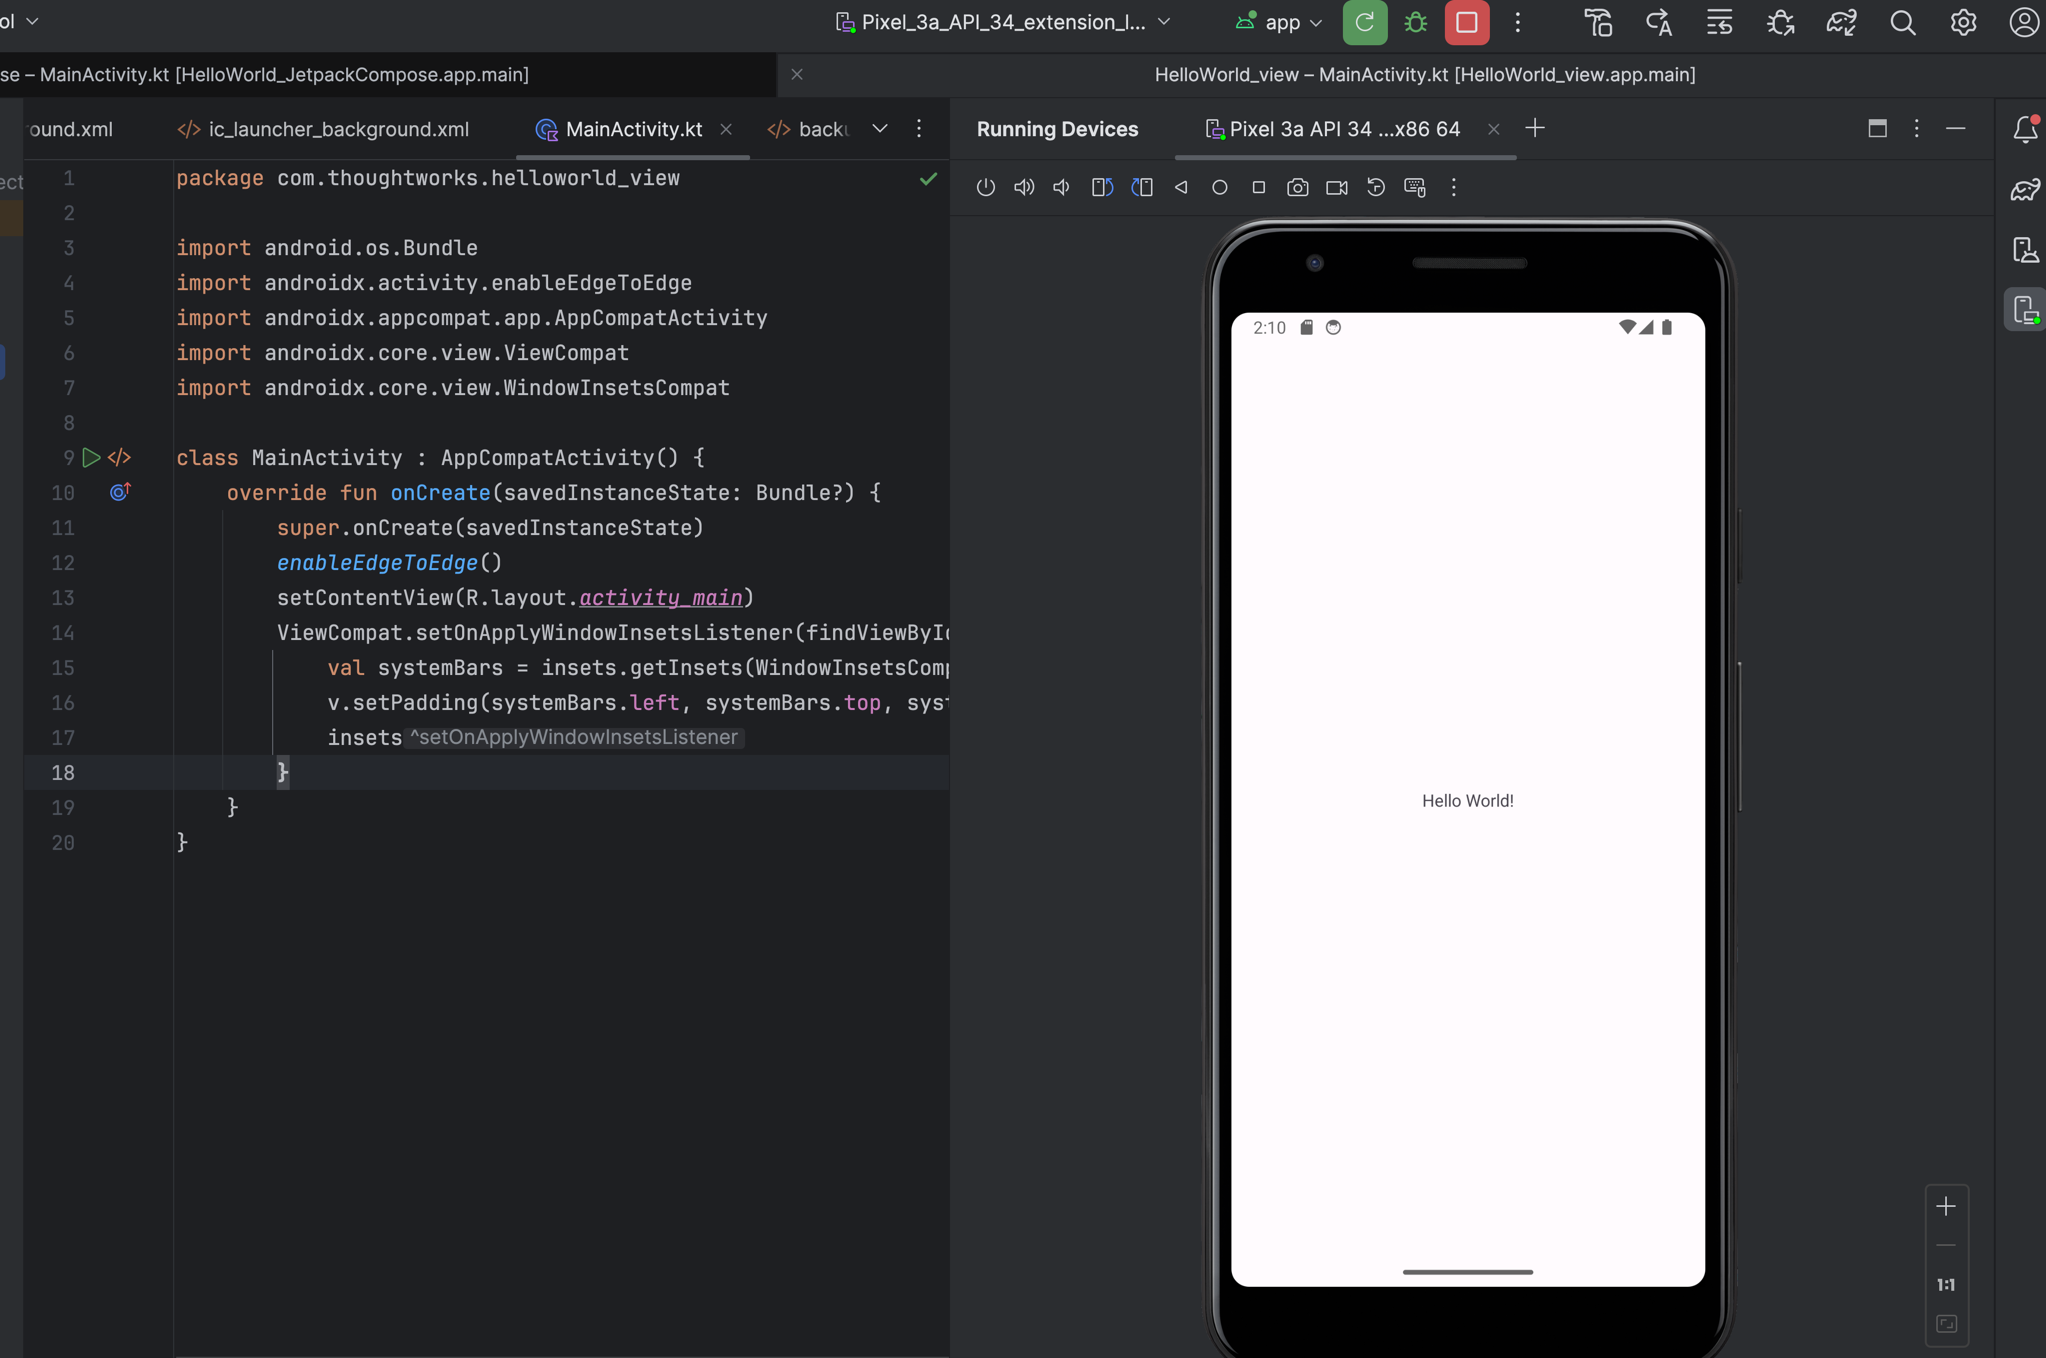 ol
Pixel_3a_API_34_extension_l...
app
se – MainActivity.kt [HelloWorld_JetpackCompose.app.main]
HelloWorld_view – MainActivity.kt [HelloWorld_view.app.main]
ound.xml
ic_launcher_background.xml
MainActivity.kt
backu
Running Devices
Pixel 3a API 34 ...x86 64
ect
1 package com.thoughtworks.helloworld_view
2
3 import android.os.Bundle
4 import androidx.activity.enableEdgeToEdge
5 import androidx.appcompat.app.AppCompatActivity
6 import androidx.core.view.ViewCompat
7 import androidx.core.view.WindowInsetsCompat
8
9 class MainActivity : AppCompatActivity() {
10 override fun onCreate(savedInstanceState: Bundle?) {
11 super.onCreate(savedInstanceState)
12 enableEdgeToEdge()
13 setContentView(R.layout.activity_main)
14 ViewCompat.setOnApplyWindowInsetsListener(findViewById
15 val systemBars = insets.getInsets(WindowInsetsComp
16 v.setPadding(systemBars.left, systemBars.top, syst
17 insets ^setOnApplyWindowInsetsListener
18 }
19 }
20 }
2:10
Hello World!
1:1